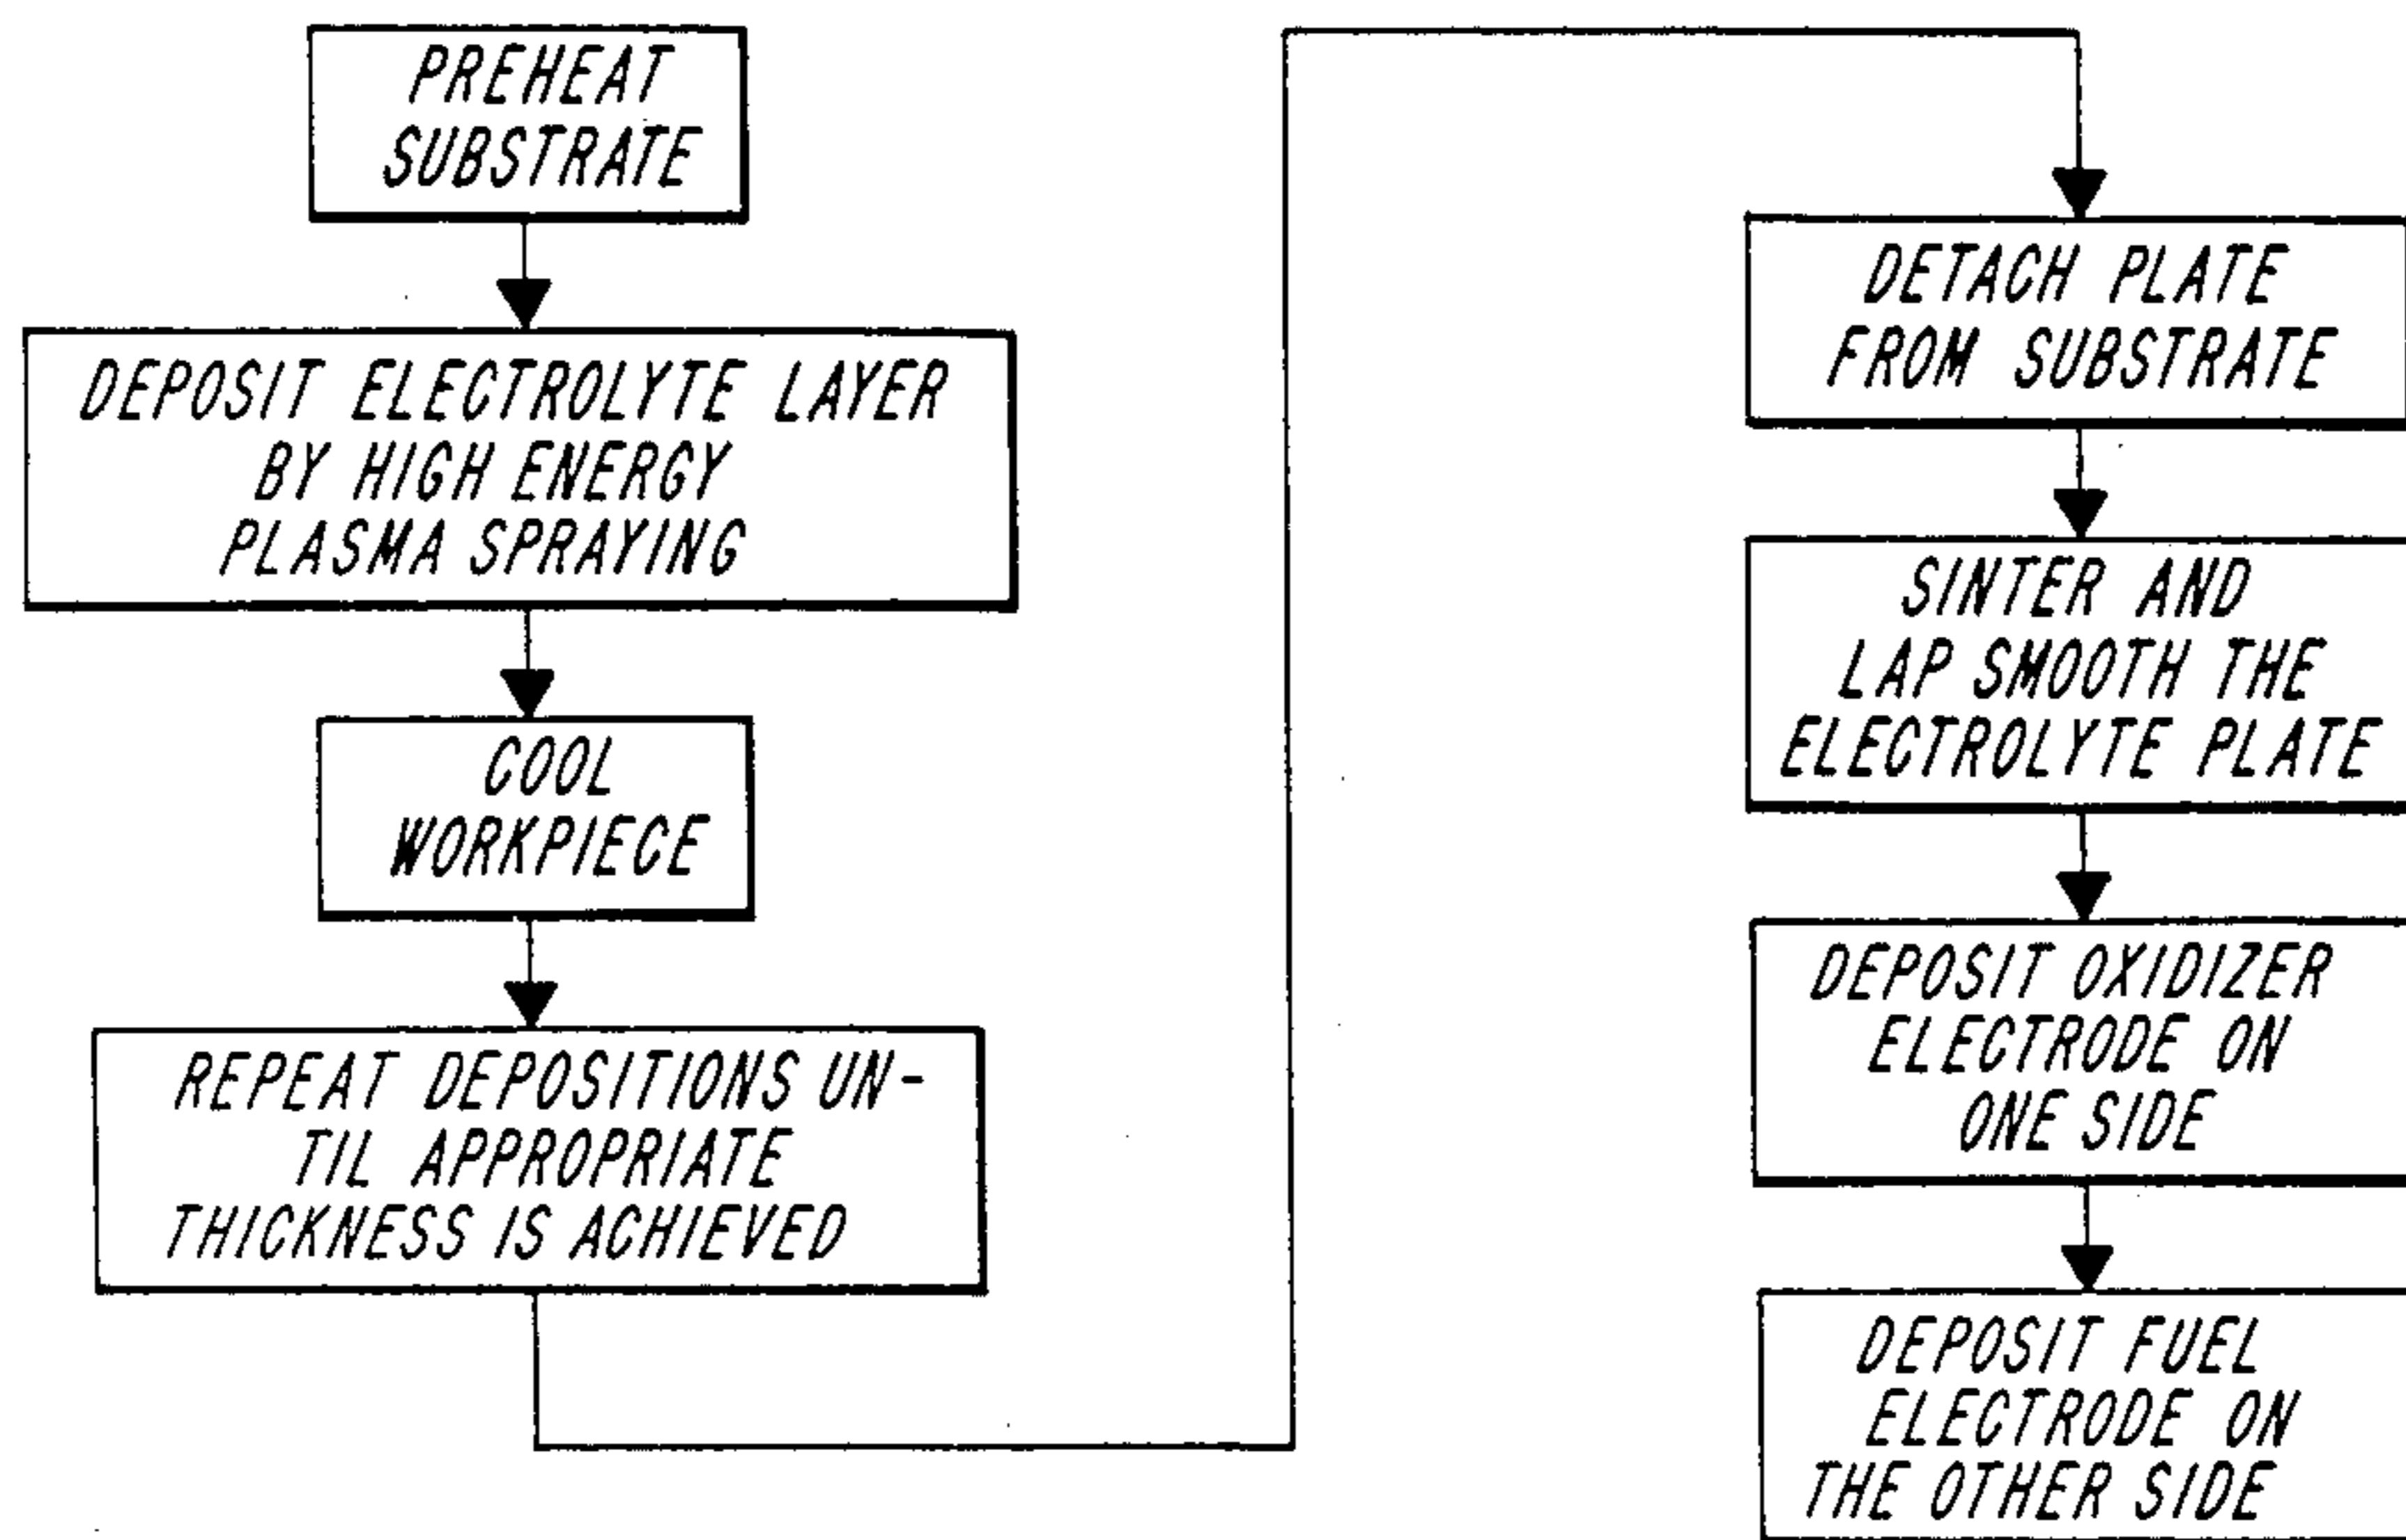 PREHEAT
SUBSTRATE
DEPOSIT ELECTROLYTE LAYER
BY HIGH ENERGY
PLASMA SPRAYING
COOL
WORKPIECE
REPEAT DEPOSITIONS UN-
TIL APPROPRIATE
THICKNESS IS ACHIEVED
DETACH PLATE
FROM SUBSTRATE
SINTER AND
LAP SMOOTH THE
ELECTROLYTE PLATE
DEPOSIT OXIDIZER
ELECTRODE ON
ONE SIDE
DEPOSIT FUEL
ELECTRODE ON
THE OTHER SIDE